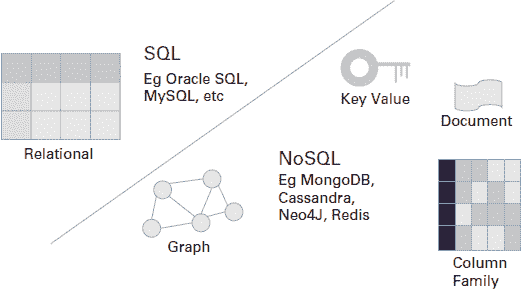 SQL
Eg Oracle SQL,
MySQL, etc
Relational
Key Value
Document
NoSQL
Eg MongoDB,
Cassandra,
Neo4J, Redis
Graph
Column
Family